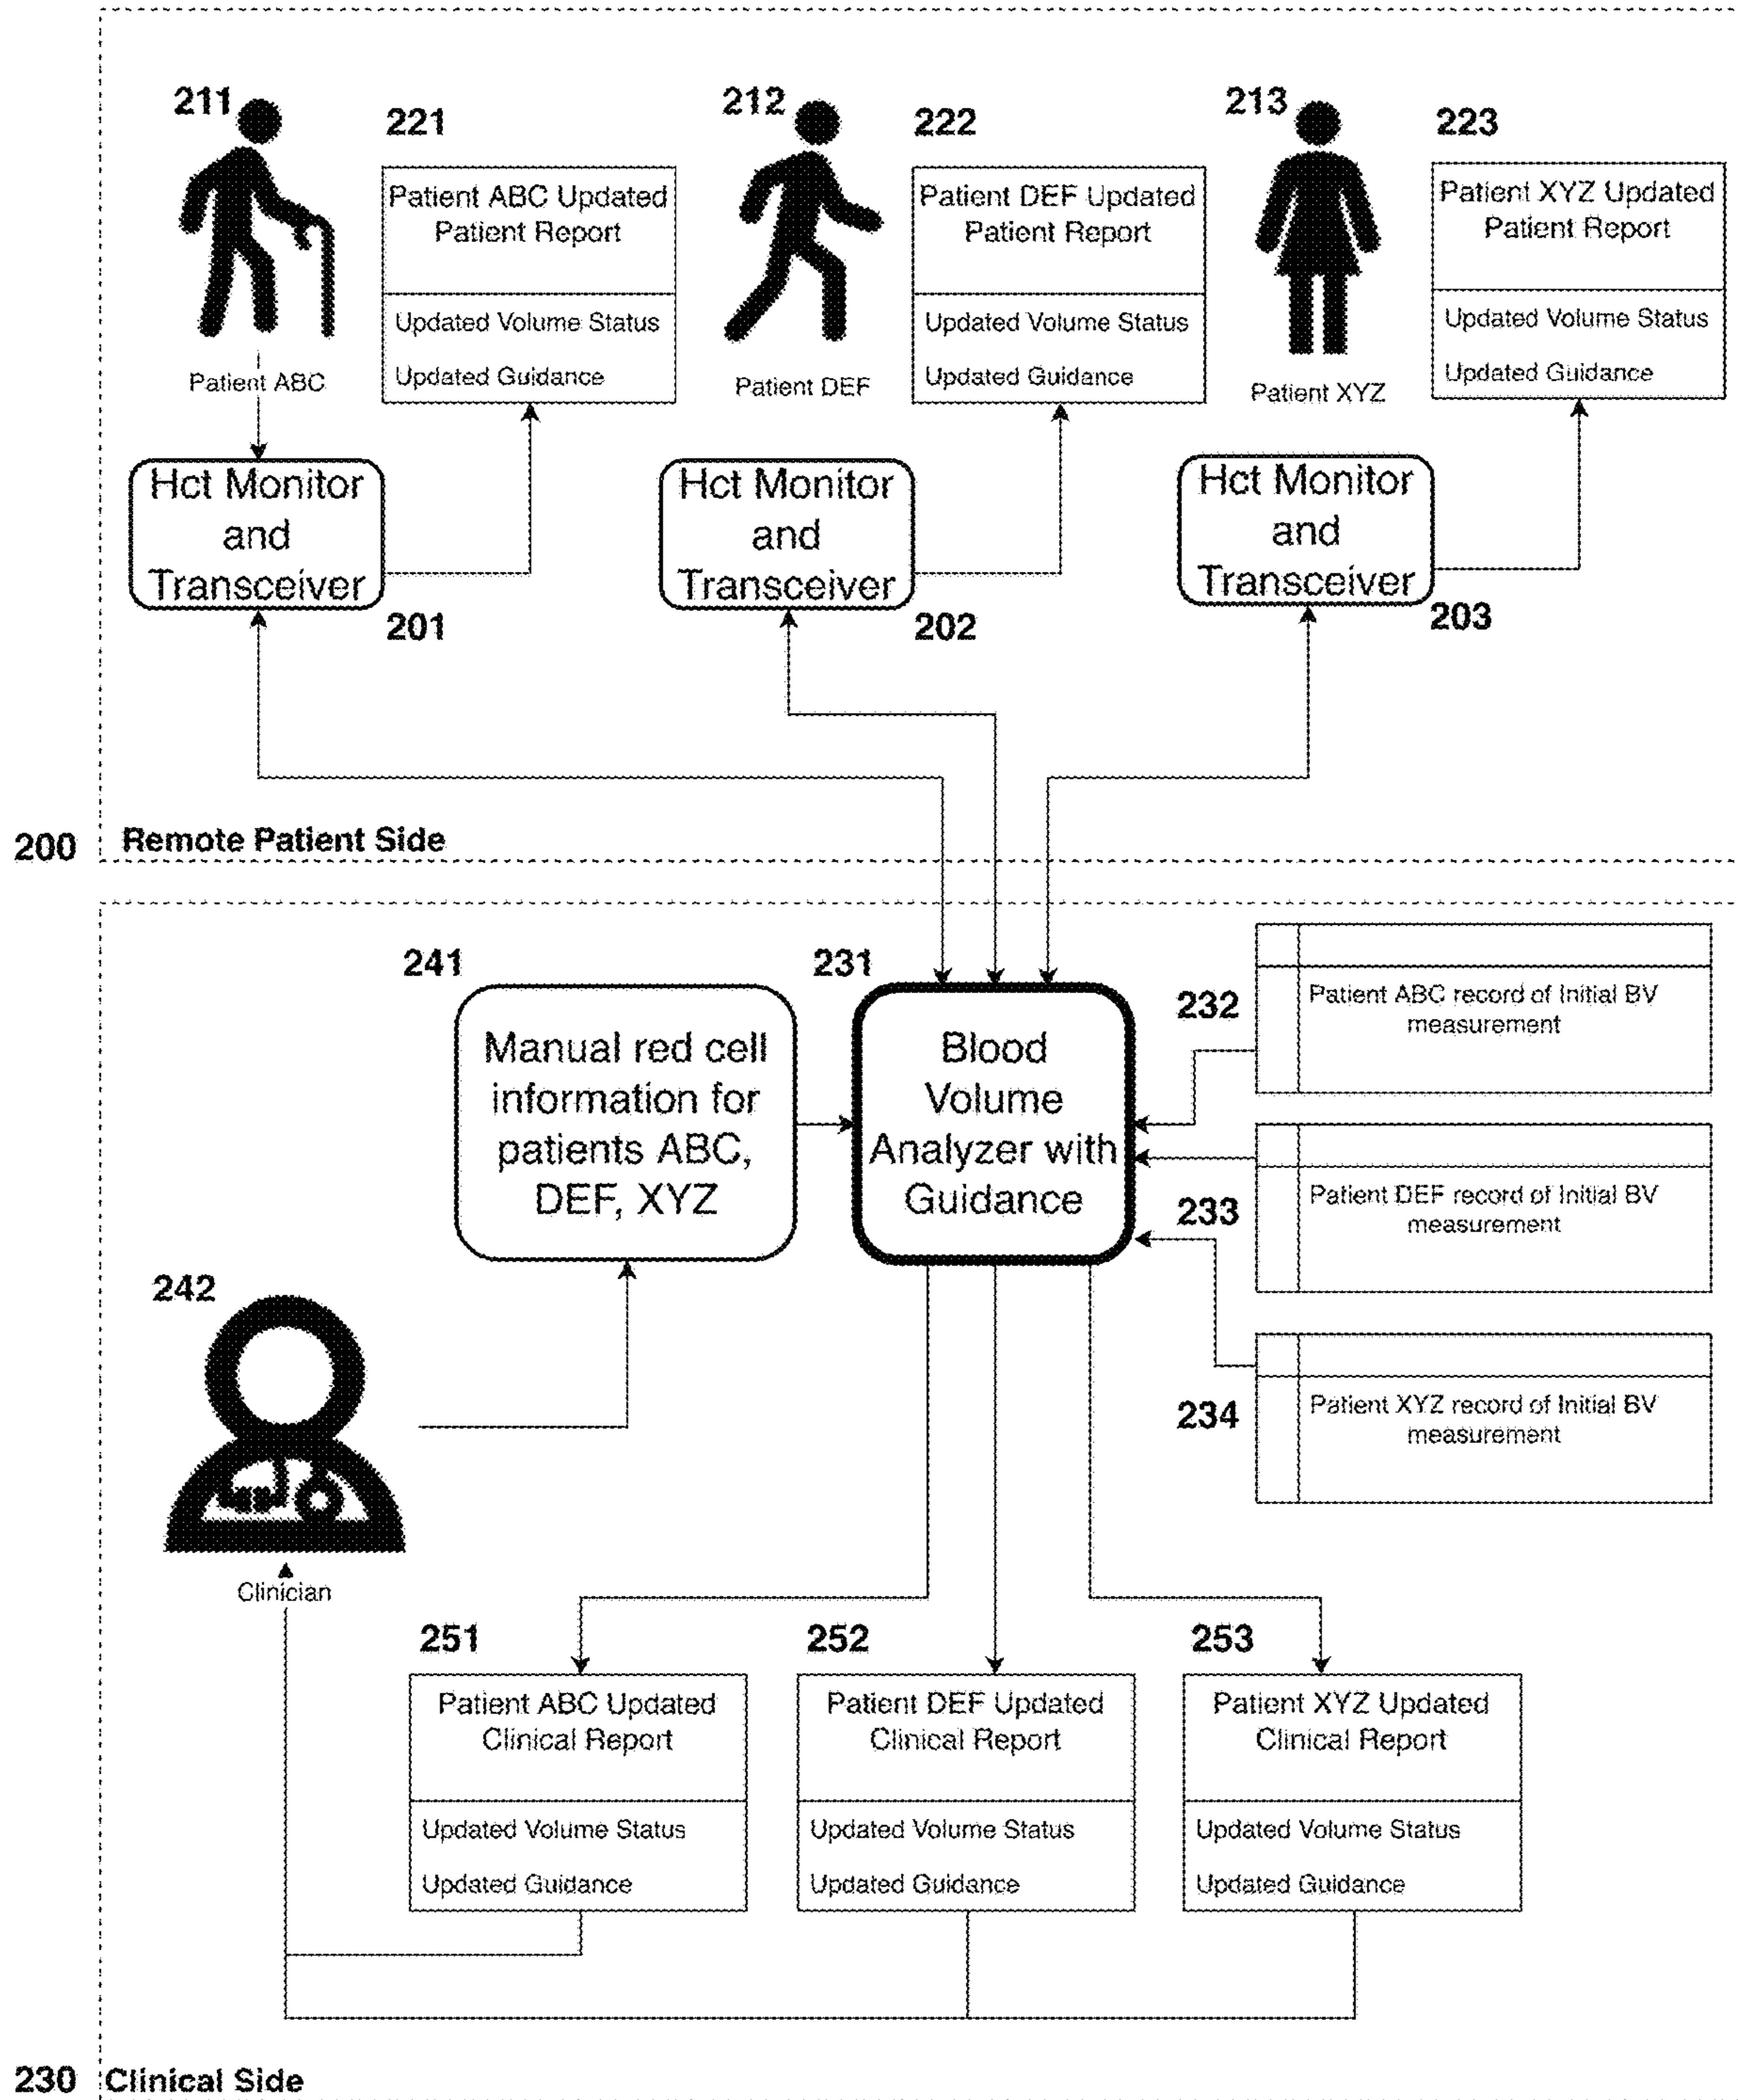 211
221
212
222
213
223
Patient ABC Updated
Patient Report
Updated Volume Status
Updated Guidance
Patient DEF Updated
Patient Report
Updated Volume Status
Updated Guidance
Patient XYZ Updated
Patient Report
Updated Volume Status
Updated Guidance
Patient ABC
Patient DEF
Patient XYZ
Hct Monitor
and
Transceiver
201
Hct Monitor
and
Transceiver
202
Hct Monitor
and
Transceiver
203
200
Remote Patient Side
241
Manual red cell
information for
patients ABC,
DEF, XYZ
231
Blood
Volume
Analyzer with
Guidance
232
Patient ABC record of Initial BV
measurement
233
Patient DEF record of Initial BV
measurement
234
Patient XYZ record of Initial BV
measurement
242
Clinician
251
Patient ABC Updated
Clinical Report
Updated Volume Status
Updated Guidance
252
Patient DEF Updated
Clinical Report
Updated Volume Status
Updated Guidance
253
Patient XYZ Updated
Clinical Report
Updated Volume Status
Updated Guidance
230
Clinical Side